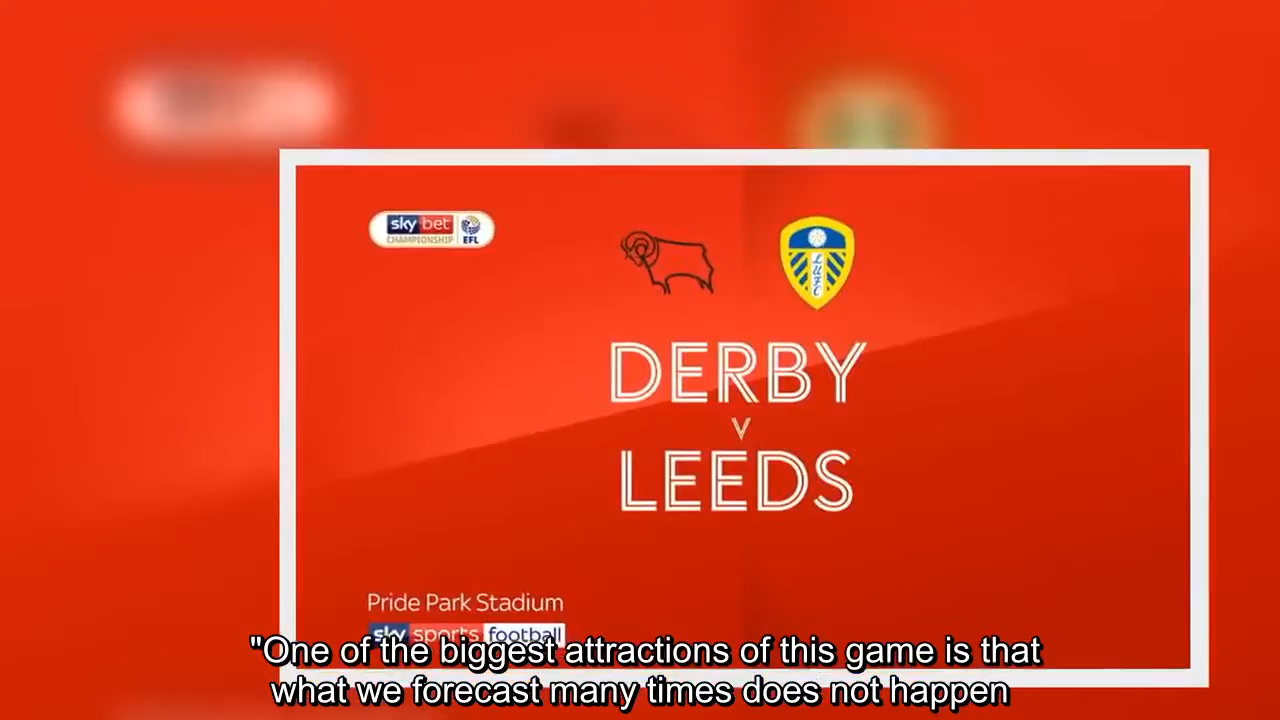 sky bet
CHAMPIONSHIP
EFL
LUFC
DERBY
V
LEEDS
Pride Park Stadium
sky sports football
"One of the biggest attractions of this game is that
what we forecast many times does not happen